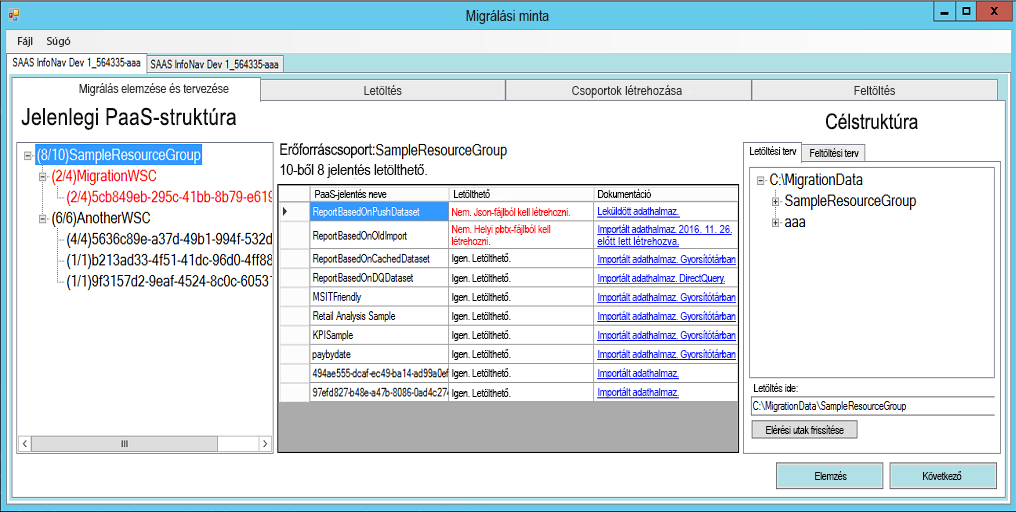 Migrálási minta
Fájl Súgó
SAAS InfoNav Dev 1_564335-aaa SAAS InfoNav Dev 1_564335-aaa
Migrálás elemzése és tervezése Letöltés Csoportok létrehozása Feltöltés
Jelenlegi PaaS-struktúra
(8/10)SampleResourceGroup
(2/4)MigrationWSC
(2/4)5cb849eb-295c-41bb-8b79-e619
(6/6)AnotherWSC
(4/4)5636c89e-a37d-49b1-994f-532d
(1/1)b213ad33-4f51-41dc-96d0-4ff88
(1/1)9f3157d2-9eaf-4524-8c0c-60537
Erőforráscsoport:SampleResourceGroup
10-ből 8 jelentés letölthető.
PaaS-jelentés neve Letölthető Dokumentáció
ReportBasedOnPushDataset Nem. Json-fájlból kell létrehozni. Leküldött adathalmaz.
ReportBasedOnOldImport Nem. Helyi pbtx-fájlból kell létrehozni. Importált adathalmaz. 2016. 11. 26. előtt lett létrehozva.
ReportBasedOnCachedDataset Igen. Letölthető. Importált adathalmaz. Gyorsítótárban
ReportBasedOnDQDataset Igen. Letölthető. Importált adathalmaz. DirectQuery.
MSITFriendly Igen. Letölthető. Importált adathalmaz. Gyorsítótárban
Retail Analysis Sample Igen. Letölthető. Importált adathalmaz. Gyorsítótárban
KPISample Igen. Letölthető. Importált adathalmaz. Gyorsítótárban
paybydate Igen. Letölthető. Importált adathalmaz. Gyorsítótárban
494ae555-dcaf-ec49-ba14-ad99a0ef Igen. Letölthető. Importált adathalmaz.
97efd827-b48e-a47b-8086-0ad4c27 Igen. Letölthető. Importált adathalmaz.
Célstruktúra
Letöltési terv Feltöltési terv
C:\MigrationData
SampleResourceGroup
aaa
Letöltés ide:
C:\MigrationData\SampleResourceGroup
Elérési utak frissítése
Elemzés Következő